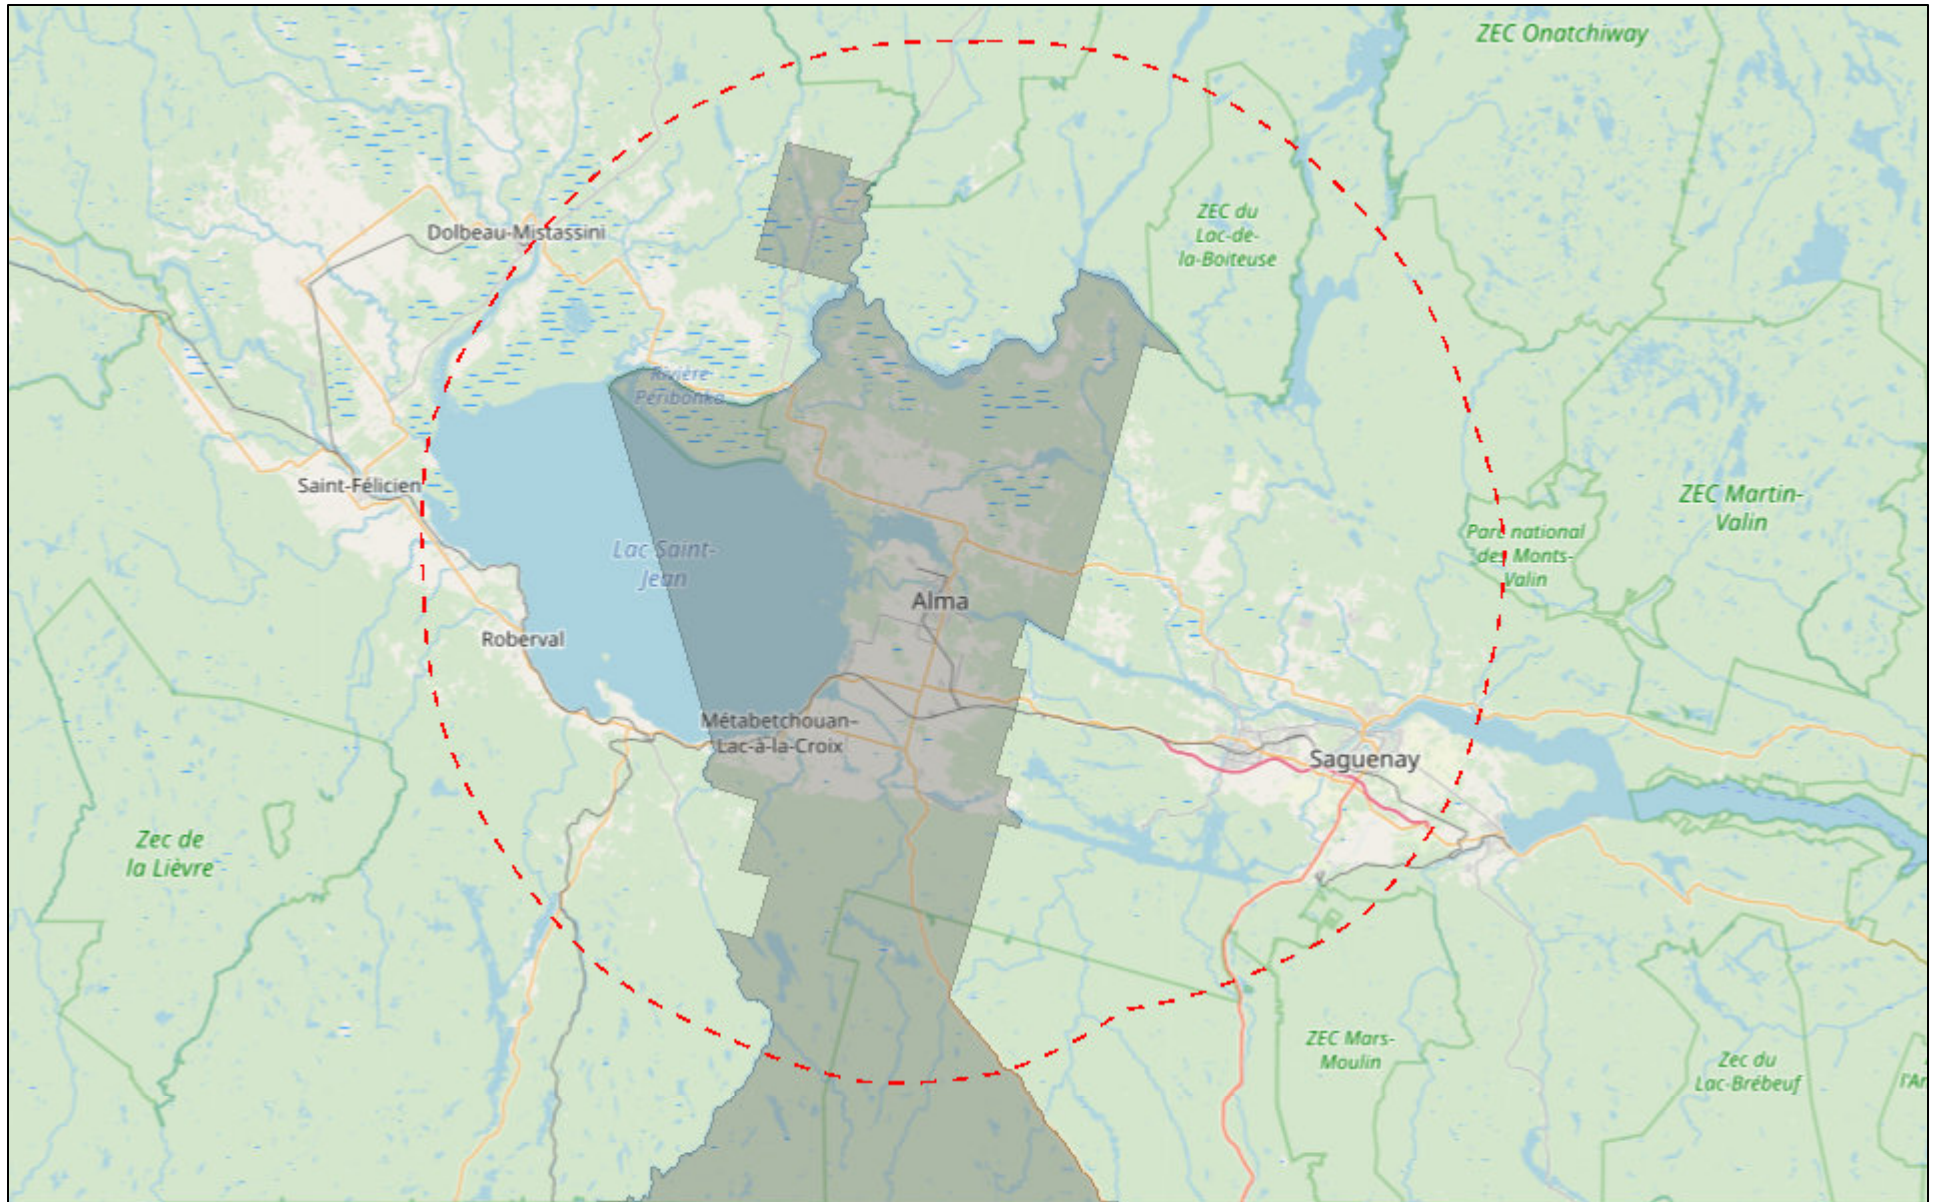 ZEC Onatchiway
ZEC du
Lac-de-
la-Boiteuse
Dolbeau-Mistassini
Rivière
Péribonka
Saint-Félicien
ZEC Martin-
Valin
Parc national
des Monts-
Valin
Lac Saint-
Jean
Alma
Roberval
Métabetchouan–
Lac-à-la-Croix
Saguenay
Zec de
la Lièvre
ZEC Mars-
Moulin
Zec du
Lac-Brébeuf
l'Ar